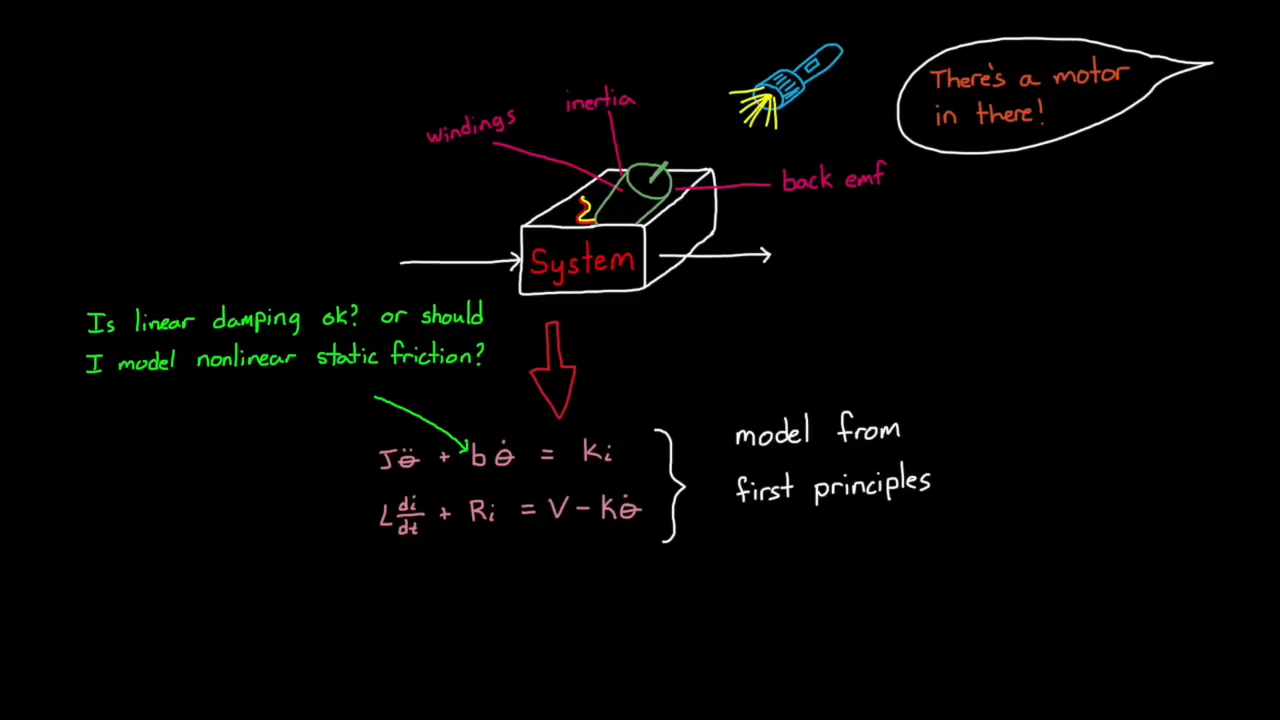 There's a motor
in there!
inertia
windings
back emf
System
Is linear damping ok? or should
I model nonlinear static friction?
Jθ̈ + bθ̇ = Ki
L di/dt + Ri = V - Kθ̇
model from
first principles